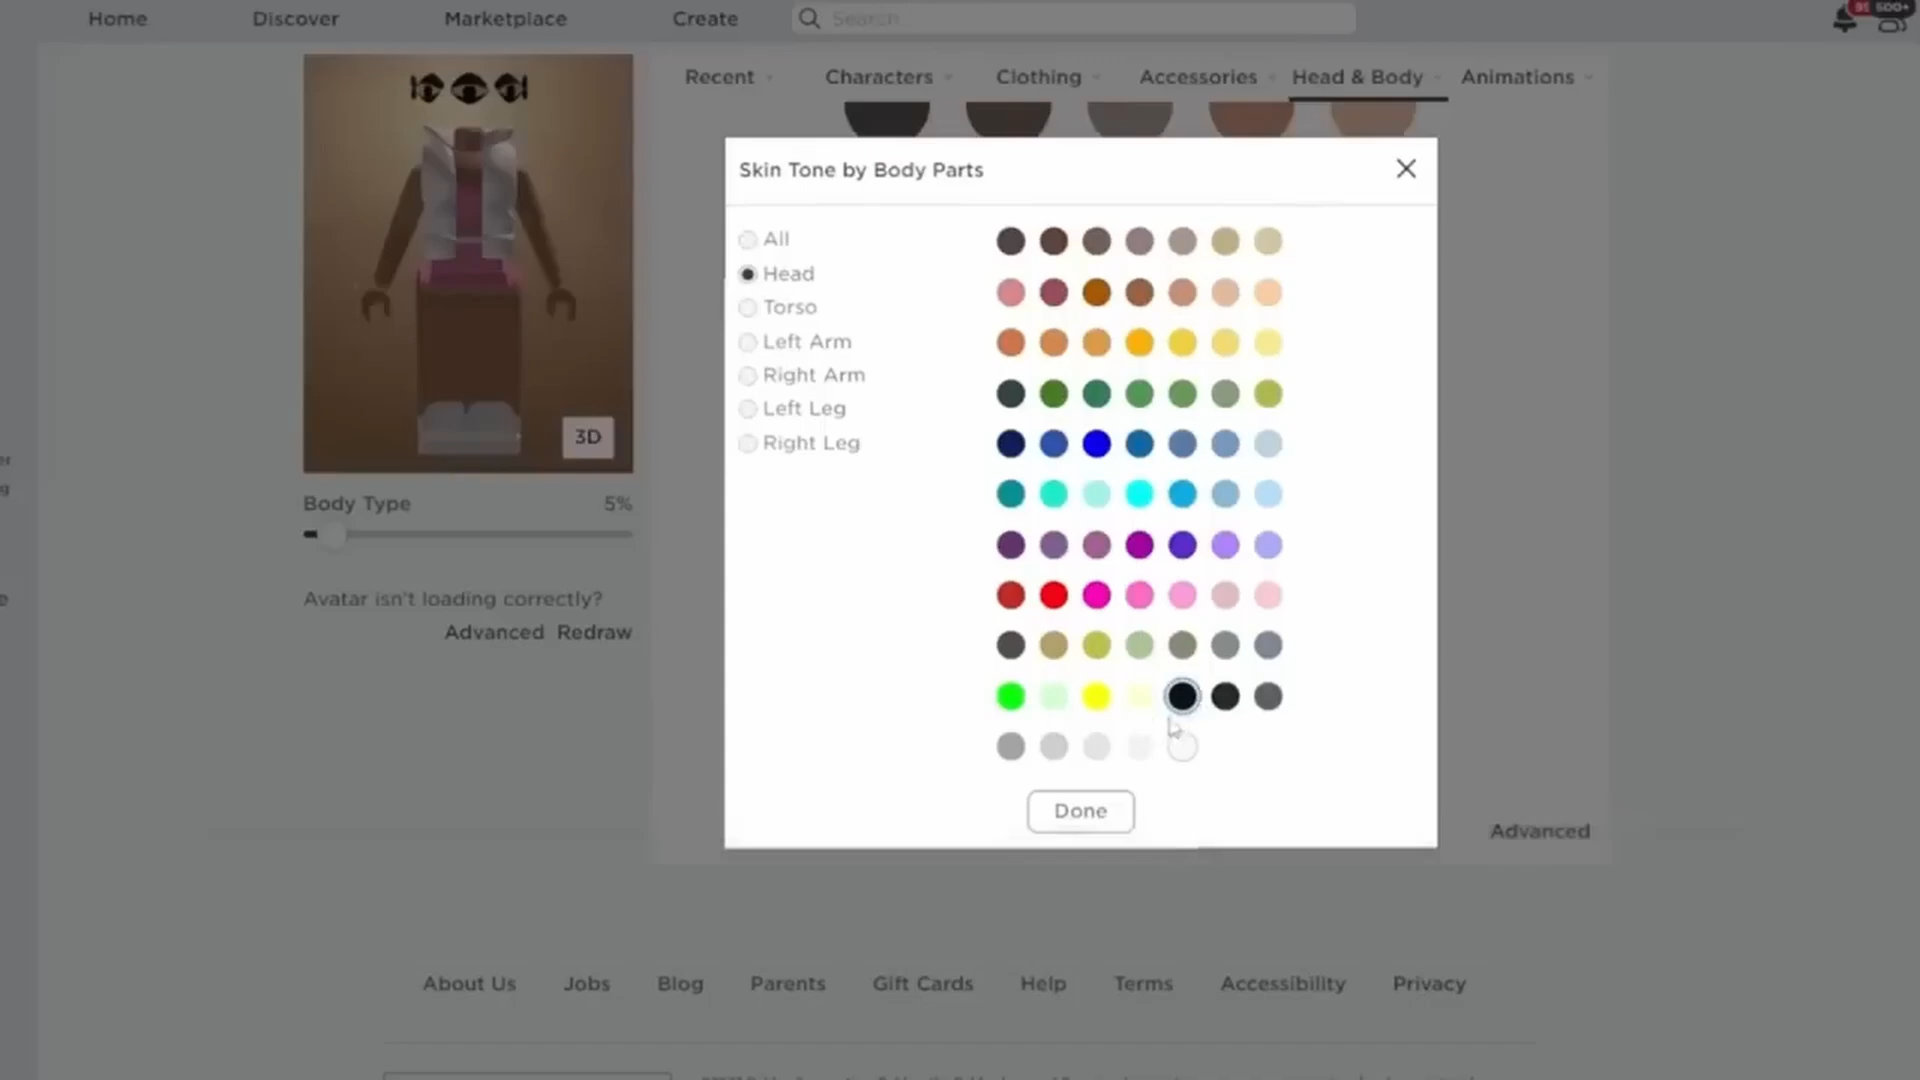 Home Discover Marketplace Create Search 500+
Recent Characters Clothing Accessories Head & Body Animations
Skin Tone by Body Parts
All
Head
Torso
Left Arm
Right Arm
Left Leg
Right Leg
3D
Body Type 5%
Avatar isn't loading correctly?
Advanced Redraw
Done
Advanced
About Us Jobs Blog Parents Gift Cards Help Terms Accessibility Privacy